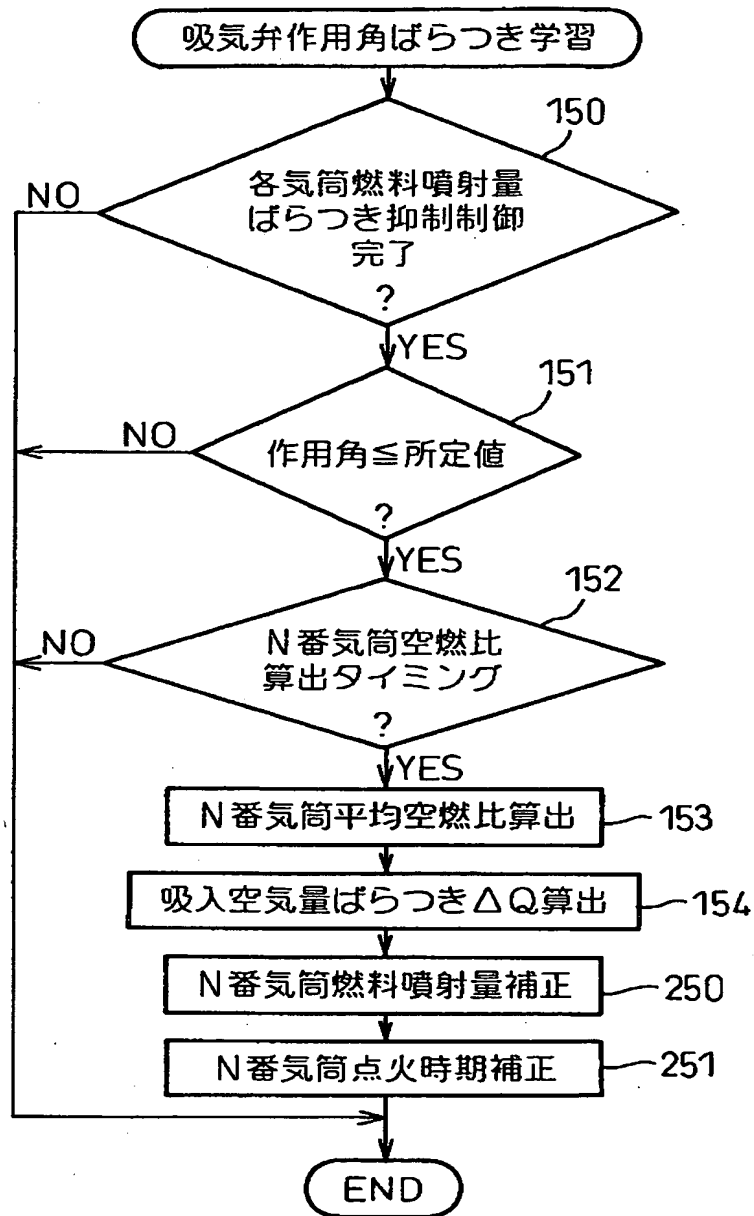 吸気弁作用角ばらつき学習
150
NO
各気筒燃料噴射量
ばらつき抑制制御
完了
?
YES
151
NO
作用角≦所定値
?
YES
152
NO
N番気筒空燃比
算出タイミング
?
YES
N番気筒平均空燃比算出
153
吸入空気量ばらつき△Q算出
154
N番気筒燃料噴射量補正
250
N番気筒点火時期補正
251
END